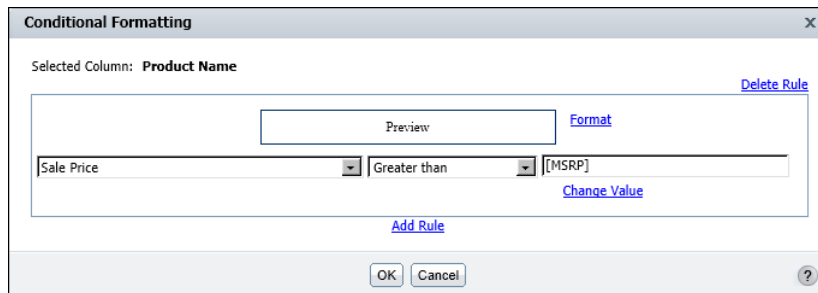 Conditional Formatting x
Selected Column: Product Name
Delete Rule
Preview Format
Sale Price Greater than [MSRP]
Change Value
Add Rule
OK Cancel ?